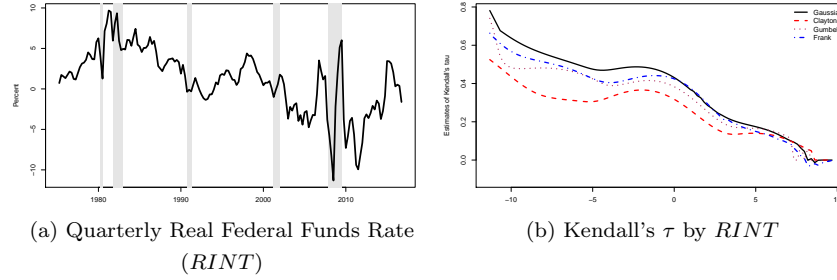 Percent
10
5
0
−5
−10
1980
1990
2000
2010
(a) Quarterly Real Federal Funds Rate
(RINT)
Estimates of Kendall's tau
0.8
0.6
0.4
0.2
0.0
−10
−5
0
5
Gaussia
Clayton
Gumbel
Frank
(b) Kendall's τ by RINT